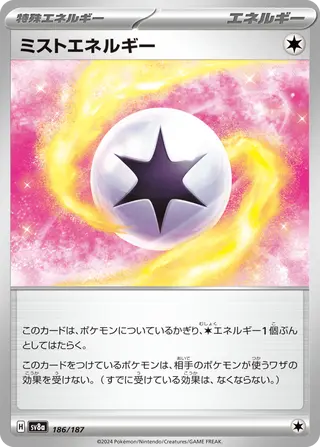 特殊エネルギー エネルギー
ミストエネルギー
このカードは、ポケモンについているかぎり、無色エネルギー1個ぶん
としてはたらく。
このカードをつけているポケモンは、相手のポケモンが使うワザの
効果を受けない。(すでに受けている効果は、なくならない。)
H sv8a 186/187
©2024 Pokémon/Nintendo/Creatures/GAME FREAK.